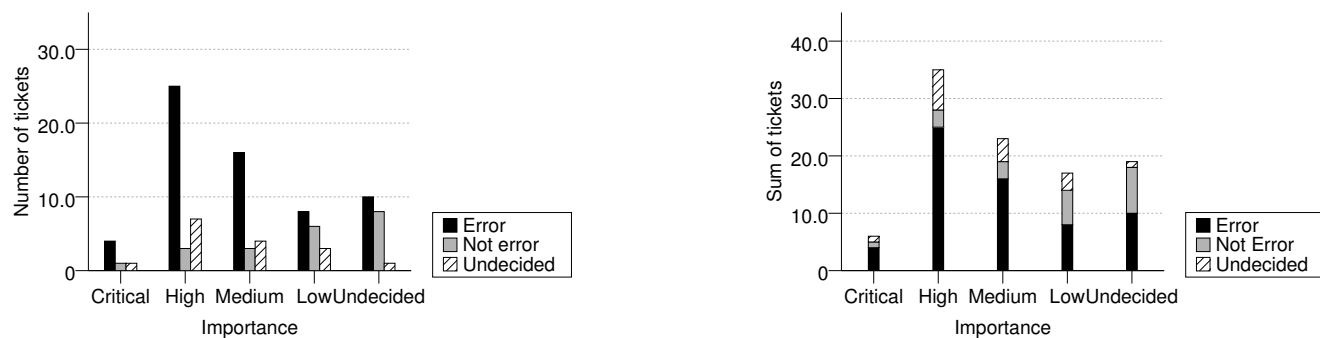 Number of tickets
30.0
20.0
10.0
0
Critical High Medium Low Undecided
Importance
Error
Not error
Undecided
Sum of tickets
40.0
30.0
20.0
10.0
0
Critical High Medium Low Undecided
Importance
Error
Not Error
Undecided